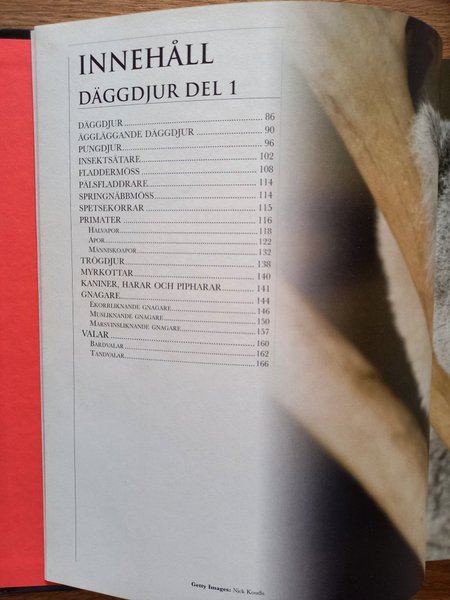 INNEHÅLL
DÄGGDJUR DEL 1
DÄGGDJUR 86
ÄGGLÄGGANDE DÄGGDJUR 90
PUNGDJUR 96
INSEKTSÄTARE 102
FLADDERMÖSS 108
PÄLSFLADDRARE 114
SPRINGNÄBBMÖSS 114
SPETSEKORRAR 115
PRIMATER 116
HALVAPOR 118
APOR 122
MÄNNISKOAPOR 132
TRÖGDJUR 138
MYRKOTTAR 140
KANINER, HARAR OCH PIPHARAR 141
GNAGARE 144
EKORRLIKNANDE GNAGARE 146
MUSLIKNANDE GNAGARE 150
MARSVINSLIKNANDE GNAGARE 157
VALAR 160
BARDVALAR 162
TANDVALAR 166
Getty Images: Nick Koudis